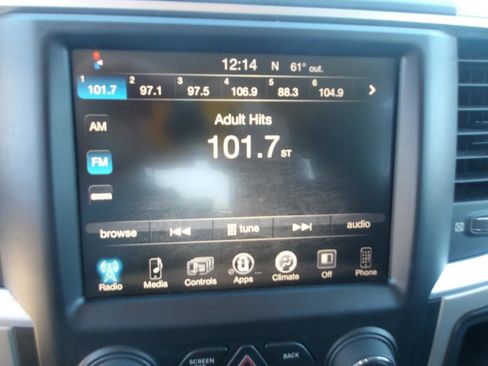 12:14 N 61° out.
1 101.7 2 97.1 3 97.5 4 106.9 5 88.3 6 104.9 >
AM
Adult Hits
101.7 ST
FM
browse tune audio
Radio Media Controls Apps ... Climate Off Phone
SCREEN BACK